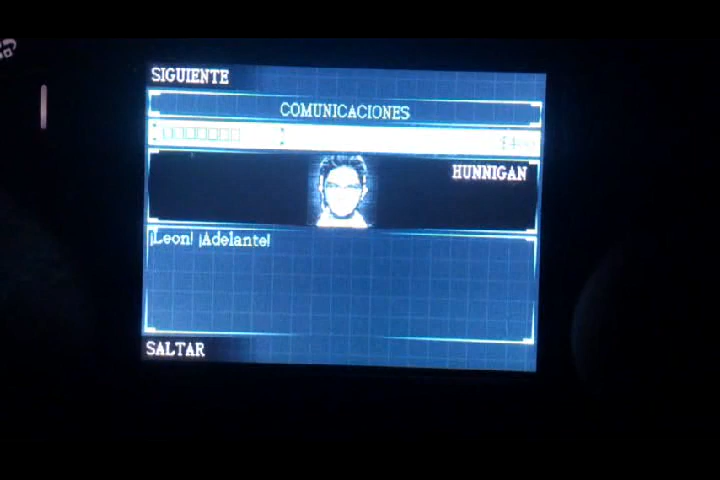 SIGUIENTE
COMUNICACIONES
HUNNIGAN
¡Leon! ¡Adelante!
SALTAR